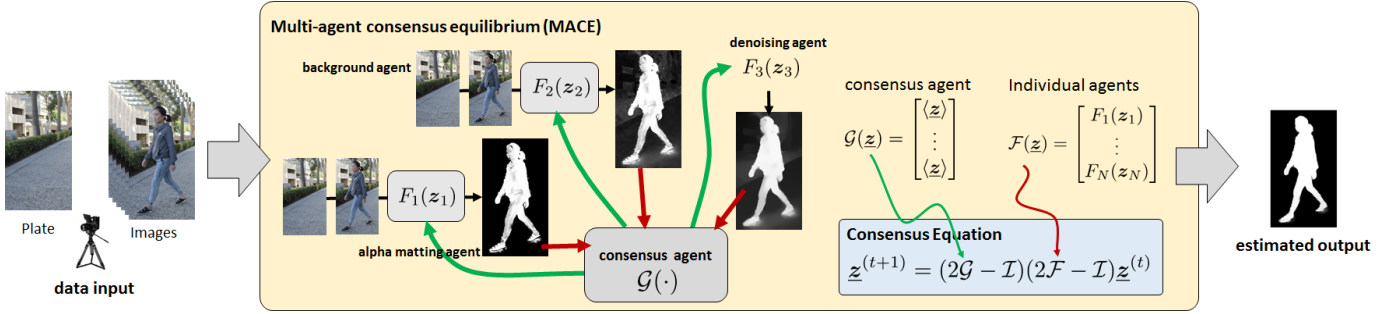 Multi-agent consensus equilibrium (MACE)
background agent
F₂(z₂)
denoising agent
F₃(z₃)
F₁(z₁)
alpha matting agent
consensus agent
𝒢(·)
Plate
Images
data input
consensus agent
𝒢(z̲) = [⟨z̲⟩ ⋮ ⟨z̲⟩]
Individual agents
ℱ(z̲) = [F₁(z₁) ⋮ F_N(z_N)]
Consensus Equation
z̲^(t+1) = (2𝒢 − ℐ)(2ℱ − ℐ)z̲^(t)
estimated output